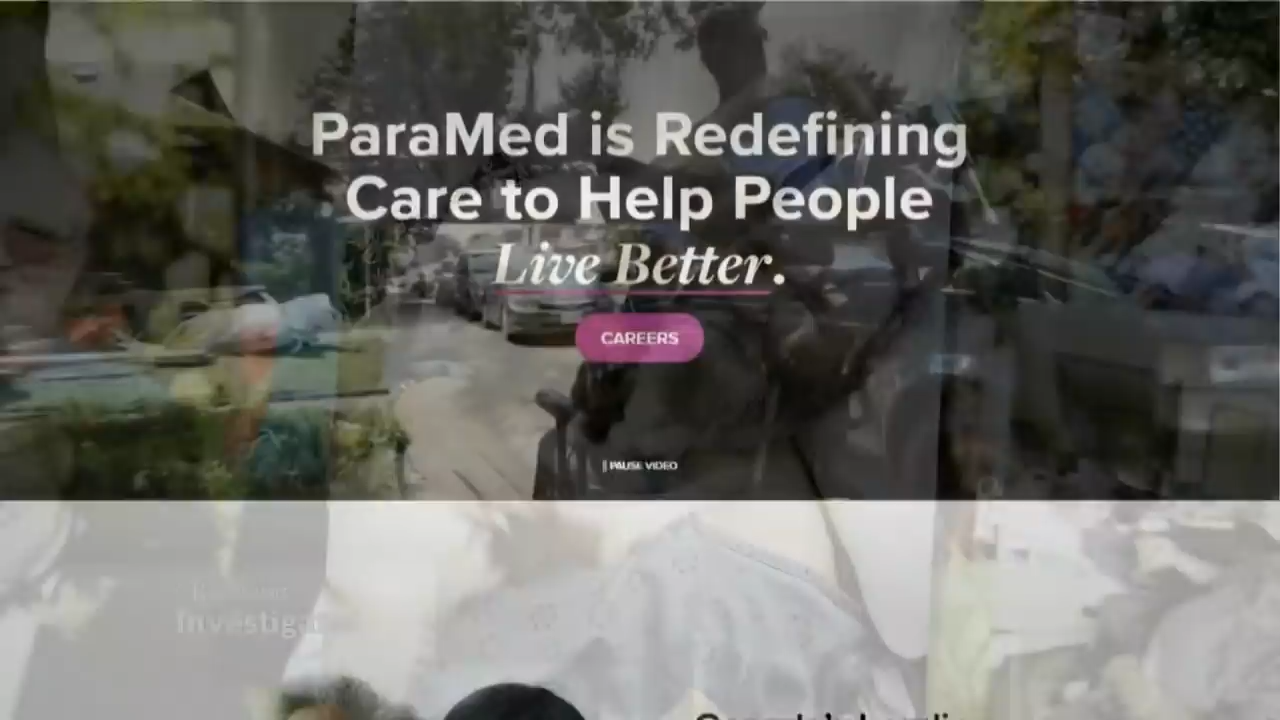 ParaMed is Redefining
Care to Help People
Live Better.
CAREERS
PAUSE VIDEO